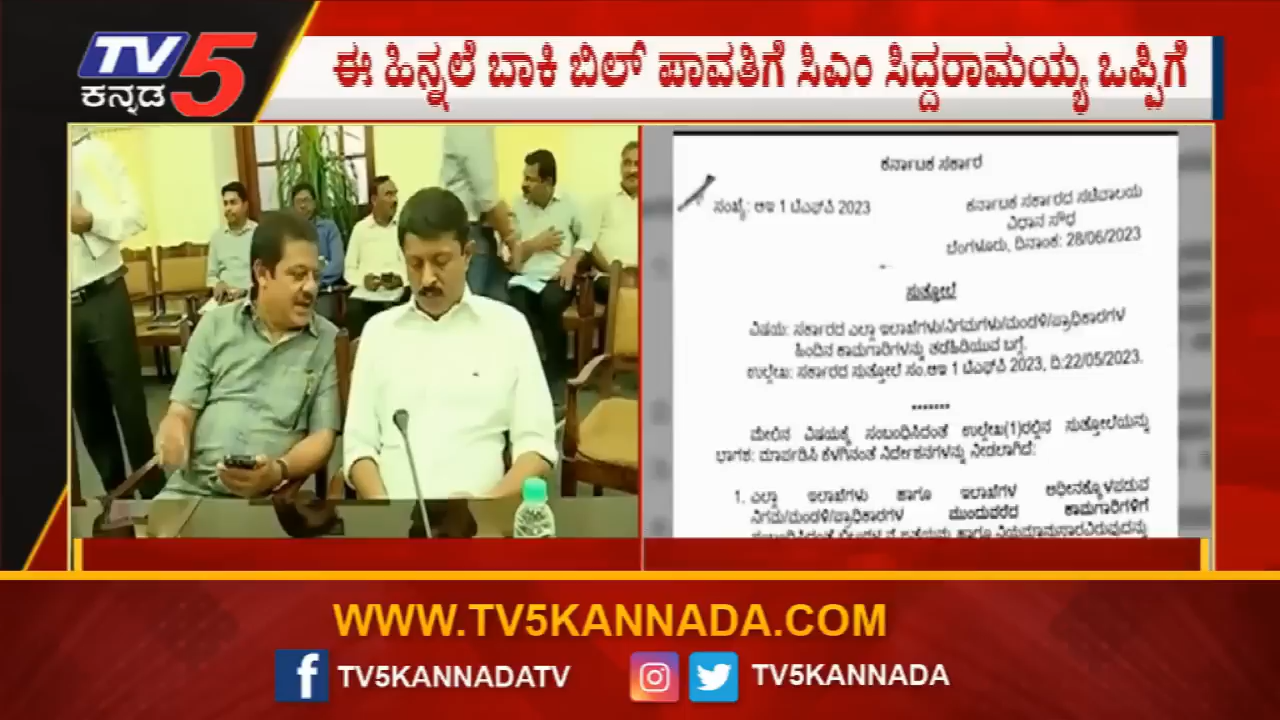 TV5
ಕನ್ನಡ
ಈ ಹಿನ್ನಲೆ ಬಾಕಿ ಬಿಲ್ ಪಾವತಿಗೆ ಸಿಎಂ ಸಿದ್ದರಾಮಯ್ಯ ಒಪ್ಪಿಗೆ
ಕರ್ನಾಟಕ ಸರ್ಕಾರ
ಸಂಖ್ಯೆ: ಆಇ 1 ಟಿಎಫ್‌ಪಿ 2023
ಕರ್ನಾಟಕ ಸರ್ಕಾರದ ಸಚಿವಾಲಯ
ವಿಧಾನ ಸೌಧ
ಬೆಂಗಳೂರು, ದಿನಾಂಕ: 28/06/2023
ಸುತ್ತೋಲೆ
ವಿಷಯ: ಸರ್ಕಾರದ ಎಲ್ಲಾ ಇಲಾಖೆಗಳು/ನಿಗಮಗಳು/ಮಂಡಳಿ/ಪ್ರಾಧಿಕಾರಗಳ
ಹಿಂದಿನ ಕಾಮಗಾರಿಗಳನ್ನು ತಡೆಹಿಡಿಯುವ ಬಗ್ಗೆ.
ಉಲ್ಲೇಖ: ಸರ್ಕಾರದ ಸುತ್ತೋಲೆ ಸಂ.ಆಇ 1 ಟಿಎಫ್‌ಪಿ 2023, ದಿ:22/05/2023.
*******
ಮೇಲಿನ ವಿಷಯಕ್ಕೆ ಸಂಬಂಧಿಸಿದಂತೆ ಉಲ್ಲೇಖ(1)ರಲ್ಲಿನ ಸುತ್ತೋಲೆಯನ್ನು
ಭಾಗಶ: ಮಾರ್ಪಡಿಸಿ ಕೆಳಗಿನಂತೆ ನಿರ್ದೇಶನಗಳನ್ನು ನೀಡಲಾಗಿದೆ:
1. ಎಲ್ಲಾ ಇಲಾಖೆಗಳು ಹಾಗೂ ಇಲಾಖೆಗಳ ಅಧೀನಕ್ಕೊಳಪಡುವ
ನಿಗಮ/ಮಂಡಳಿ/ಪ್ರಾಧಿಕಾರಗಳ ಮುಂದುವರೆದ ಕಾಮಗಾರಿಗಳಿಗೆ
WWW.TV5KANNADA.COM
TV5KANNADATV
TV5KANNADA